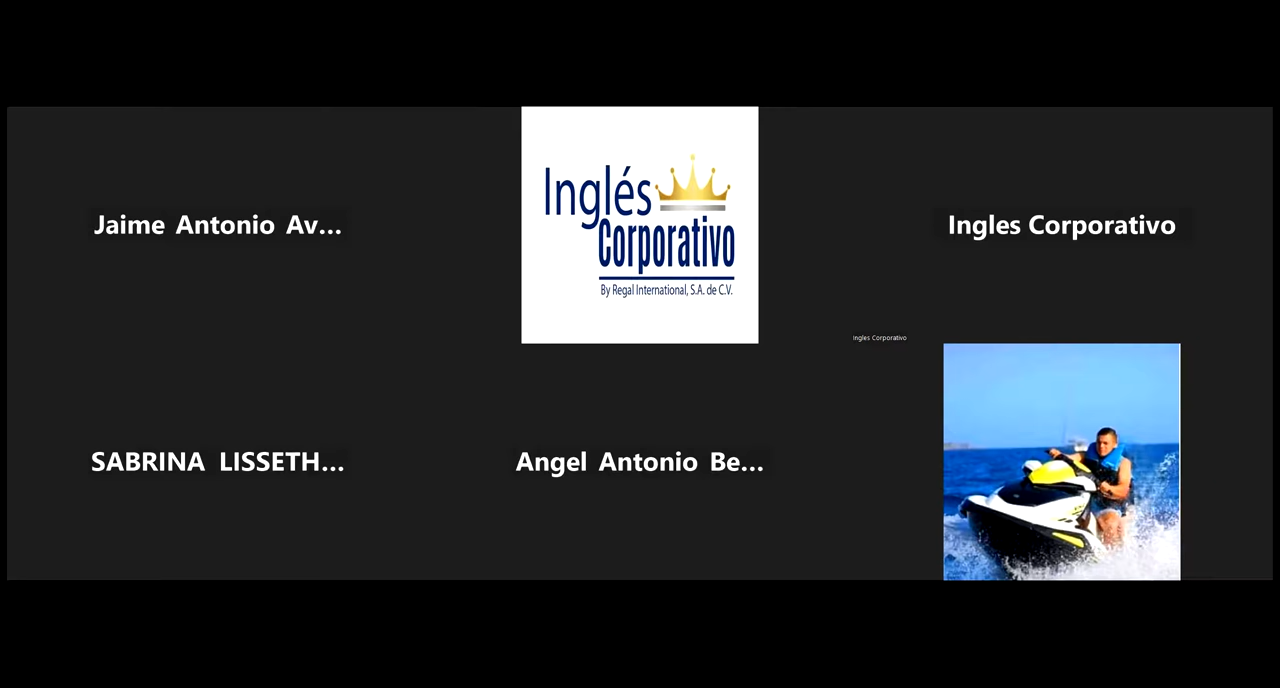 Jaime Antonio Av...
Inglés
Corporativo
By Regal International, S.A. de C.V.
Ingles Corporativo
Ingles Corporativo
SABRINA LISSETH...
Angel Antonio Be...